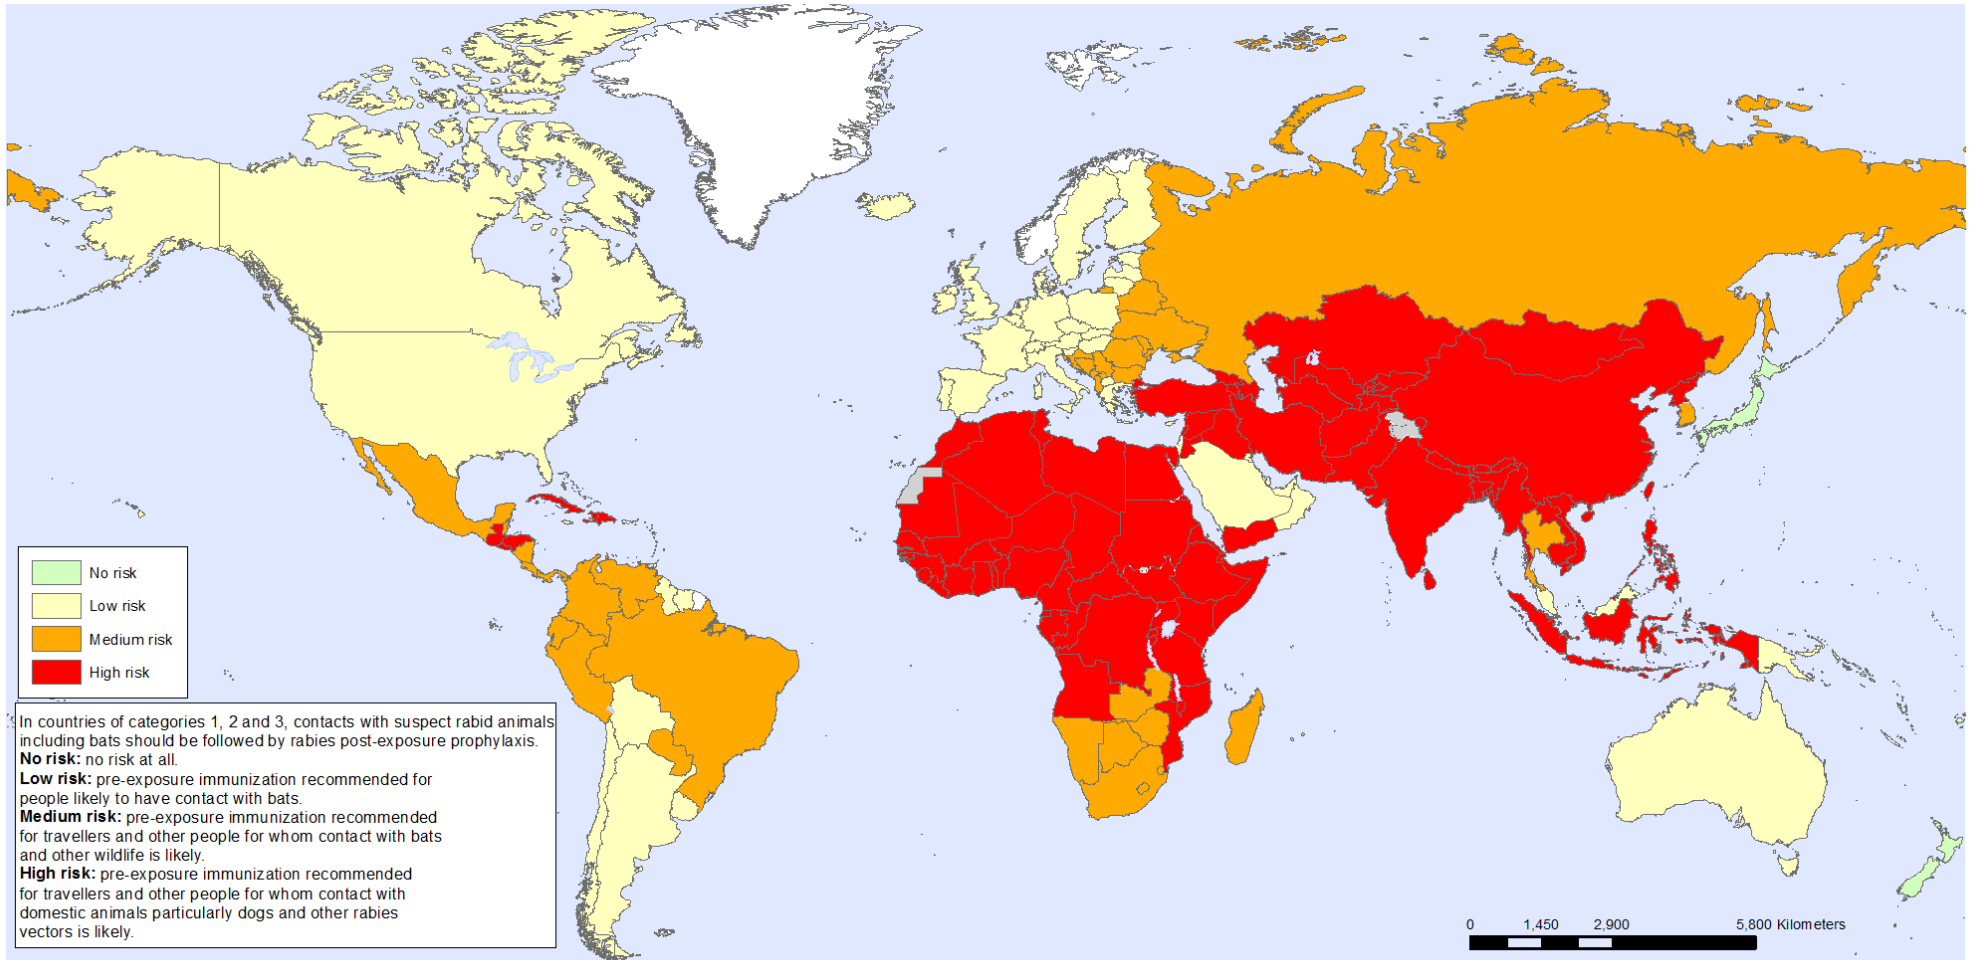 No risk
Low risk
Medium risk
High risk
In countries of categories 1, 2 and 3, contacts with suspect rabid animals
including bats should be followed by rabies post-exposure prophylaxis.
No risk: no risk at all.
Low risk: pre-exposure immunization recommended for
people likely to have contact with bats.
Medium risk: pre-exposure immunization recommended
for travellers and other people for whom contact with bats
and other wildlife is likely.
High risk: pre-exposure immunization recommended
for travellers and other people for whom contact with
domestic animals particularly dogs and other rabies
vectors is likely.
0 1,450 2,900 5,800 Kilometers